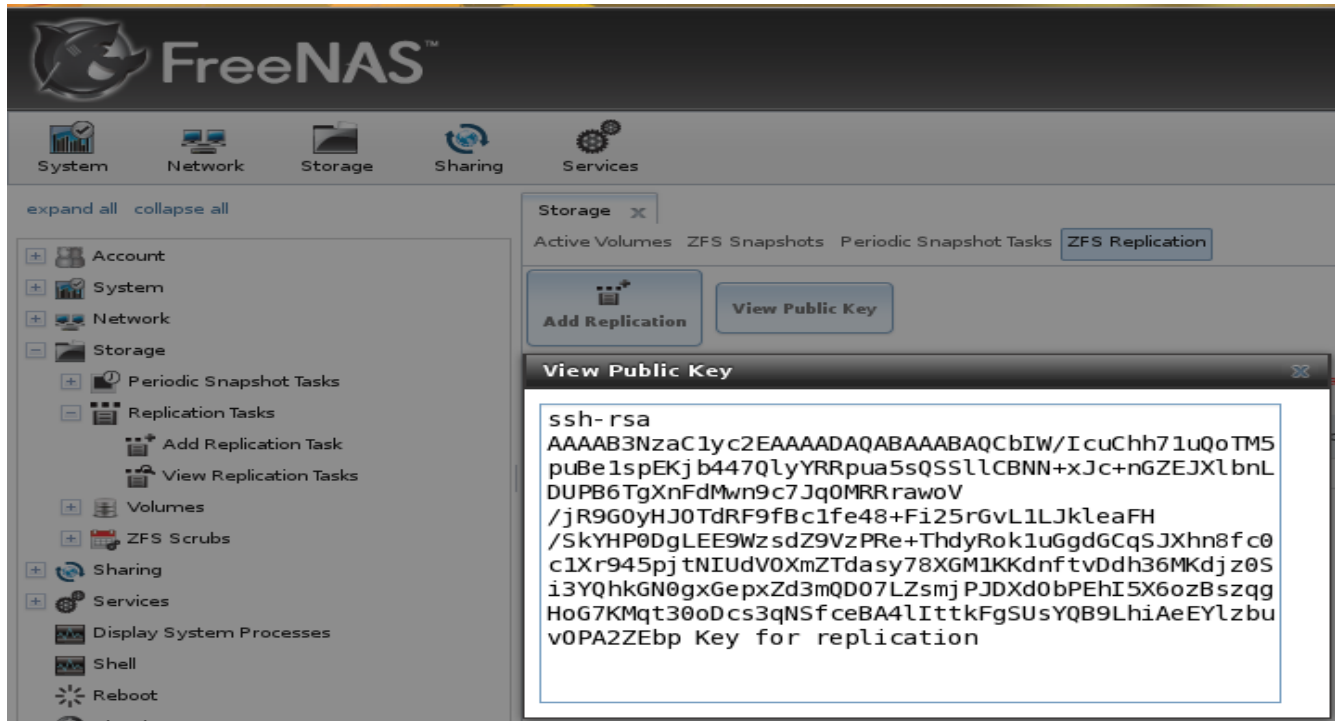 FreeNAS™
System Network Storage Sharing Services
expand all collapse all
Account
System
Network
Storage
Periodic Snapshot Tasks
Replication Tasks
Add Replication Task
View Replication Tasks
Volumes
ZFS Scrubs
Sharing
Services
Display System Processes
Shell
Reboot
Storage
Active Volumes ZFS Snapshots Periodic Snapshot Tasks ZFS Replication
Add Replication View Public Key
View Public Key
ssh-rsa
AAAAB3NzaC1yc2EAAAADAQABAAABAQCbIW/IcuChh71uQoTM5
puBe1spEKjb447QlyYRRpua5sQSSllCBNN+xJc+nGZEJXlbnL
DUPB6TgXnFdMwn9c7Jq0MRRrawoV
/jR9GOyHJOTdRF9fBc1fe48+Fi25rGvL1LJkleaFH
/SkYHP0DgLEE9WzsdZ9VzPRe+ThdyRok1uGgdGCqSJXhn8fc0
c1Xr945pjtNIUdVOXmZTdasy78XGM1KKdnftvDdh36MKdjz0S
i3YQhkGN0gxGepxZd3mQDO7LZsmjPJDXdObPEhI5X6ozBszqg
HoG7KMqt30oDcs3qNSfceBA4lIttkFgSUsYQB9LhiAeEYlzbu
vOPA2ZEbp Key for replication